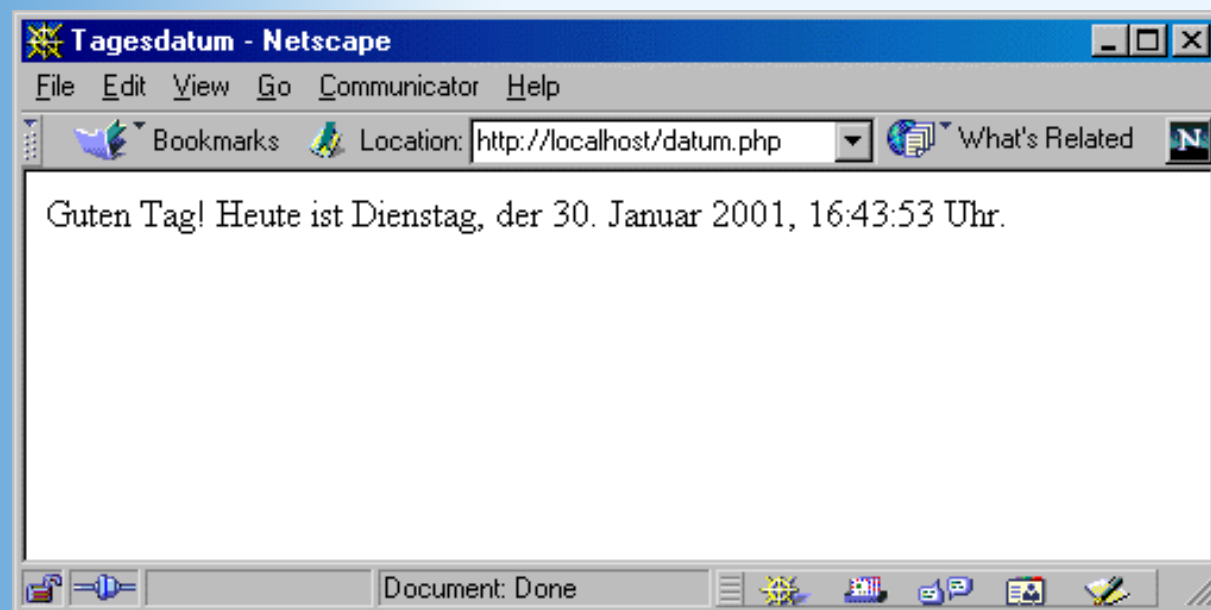 Tagesdatum - Netscape
File Edit View Go Communicator Help
Bookmarks Location: http://localhost/datum.php What's Related N
Guten Tag! Heute ist Dienstag, der 30. Januar 2001, 16:43:53 Uhr.
Document: Done